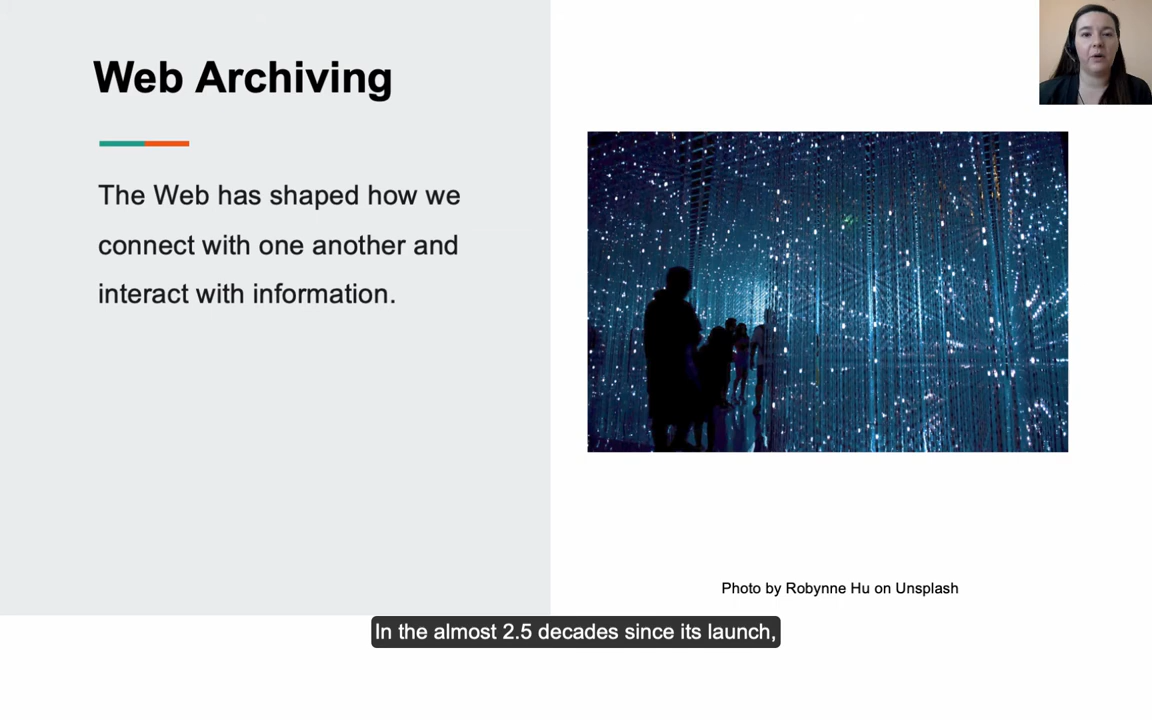 Web Archiving
The Web has shaped how we
connect with one another and
interact with information.
Photo by Robynne Hu on Unsplash
In the almost 2.5 decades since its launch,